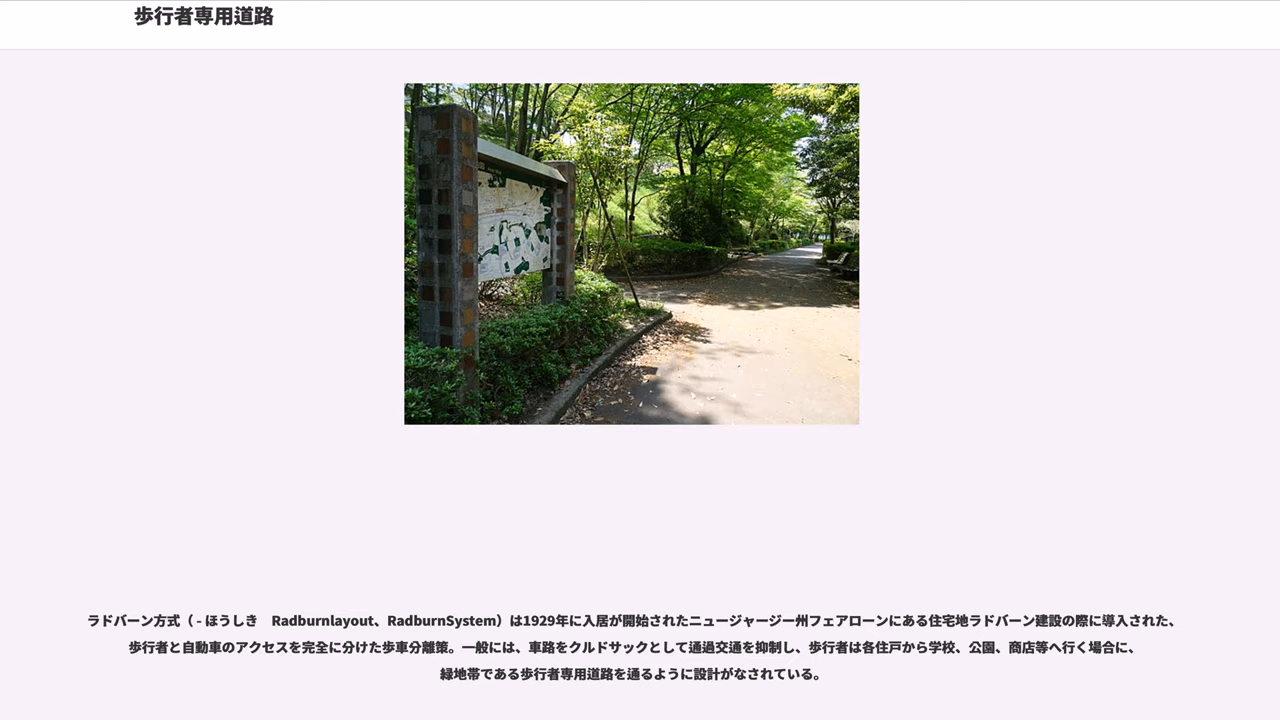 歩行者専用道路
ラドバーン方式（ - ほうしき　Radburnlayout、RadburnSystem）は1929年に入居が開始されたニュージャージー州フェアローンにある住宅地ラドバーン建設の際に導入された、
歩行者と自動車のアクセスを完全に分けた歩車分離策。一般には、車路をクルドサックとして通過交通を抑制し、歩行者は各住戸から学校、公園、商店等へ行く場合に、
緑地帯である歩行者専用道路を通るように設計がなされている。